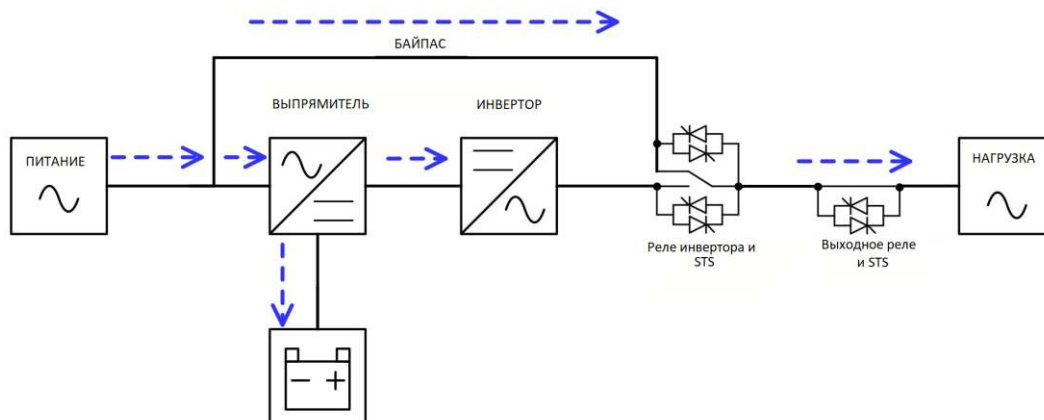 БАЙПАС
ВЫПРЯМИТЕЛЬ
ИНВЕРТОР
ПИТАНИЕ
НАГРУЗКА
Реле инвертора и
STS
Выходное реле
и STS